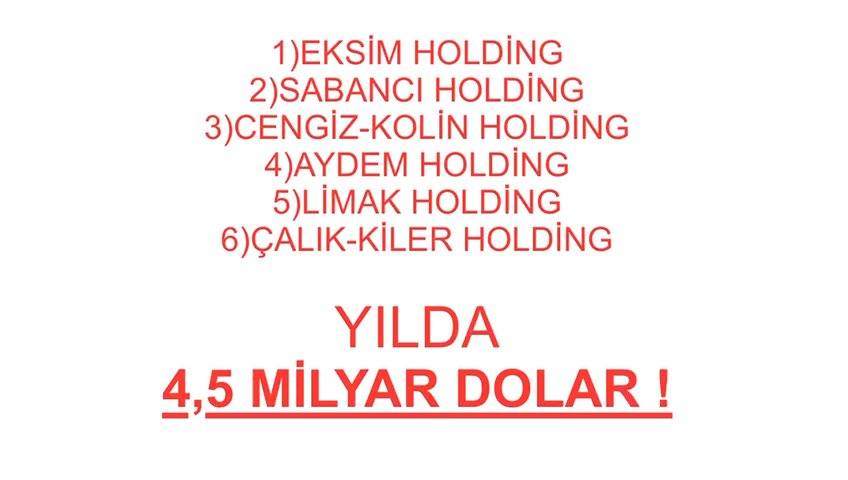 1)EKSİM HOLDİNG
2)SABANCI HOLDİNG
3)CENGİZ-KOLİN HOLDİNG
4)AYDEM HOLDİNG
5)LİMAK HOLDİNG
6)ÇALIK-KİLER HOLDİNG
YILDA
4,5 MİLYAR DOLAR !